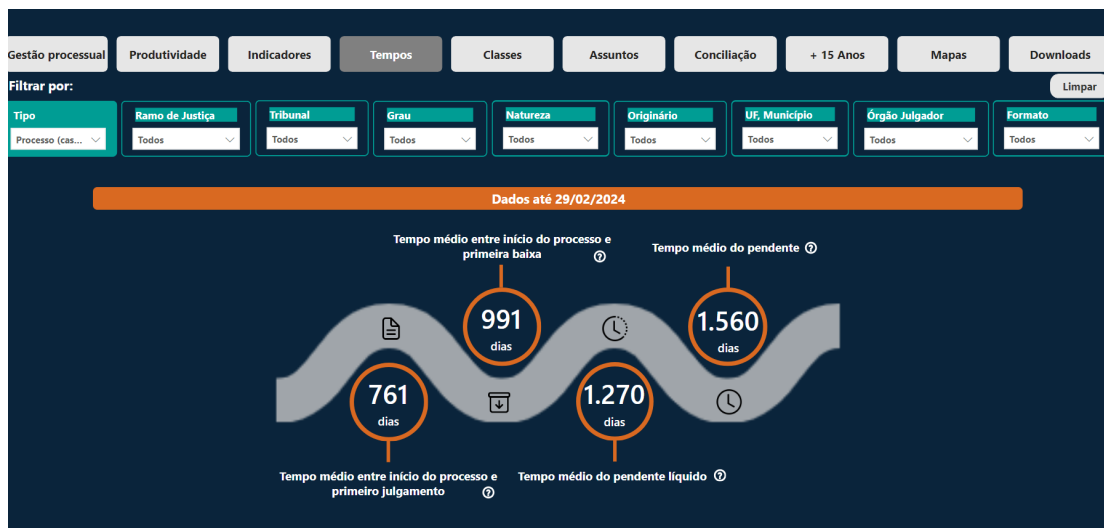 Gestão processual
Produtividade
Indicadores
Tempos
Classes
Assuntos
Conciliação
+ 15 Anos
Mapas
Downloads
Filtrar por:
Limpar
Tipo
Processo (cas...
Ramo de Justiça
Todos
Tribunal
Todos
Grau
Todos
Natureza
Todos
Originário
Todos
UF, Município
Todos
Órgão Julgador
Todos
Formato
Todos
Dados até 29/02/2024
Tempo médio entre início do processo e
primeira baixa ?
991
dias
Tempo médio do pendente ?
1.560
dias
761
dias
Tempo médio entre início do processo e
primeiro julgamento ?
1.270
dias
Tempo médio do pendente líquido ?